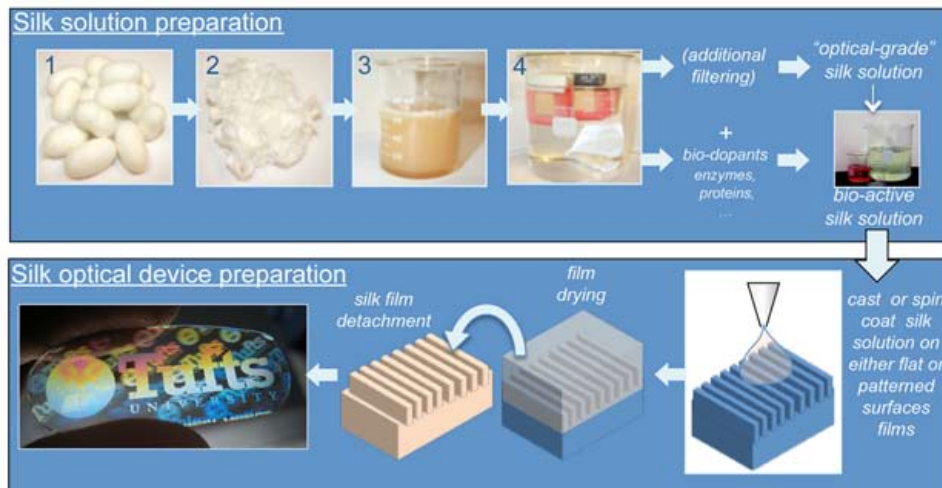 Silk solution preparation
1
2
3
4
(additional
filtering)
"optical-grade"
silk solution
+
bio-dopants
enzymes,
proteins,
...
bio-active
silk solution
Silk optical device preparation
silk film
detachment
film
drying
cast or spin
coat silk
solution on
either flat or
patterned
surfaces
films
Tufts
UNIVERSITY